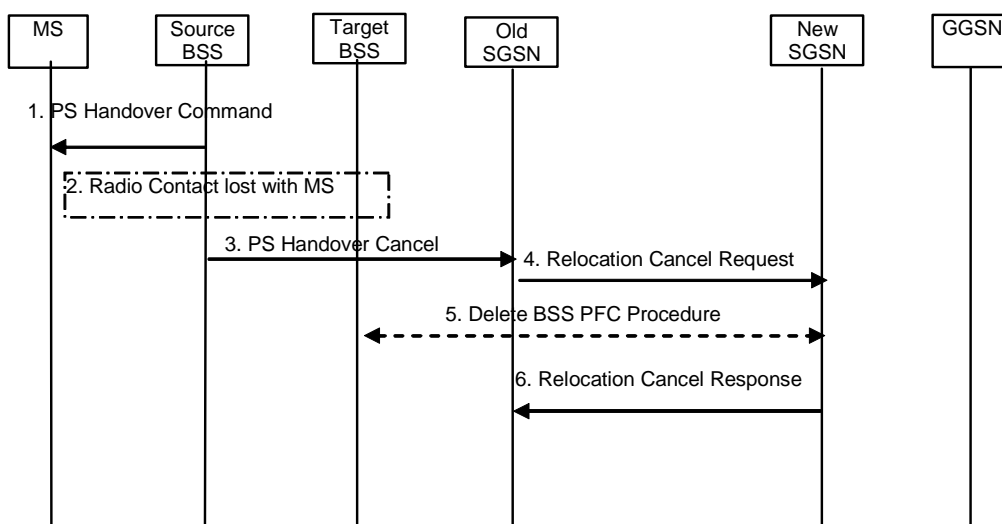 MS
Source
BSS
Target
BSS
Old
SGSN
New
SGSN
GGSN
1. PS Handover Command
2. Radio Contact lost with MS
3. PS Handover Cancel
4. Relocation Cancel Request
5. Delete BSS PFC Procedure
6. Relocation Cancel Response